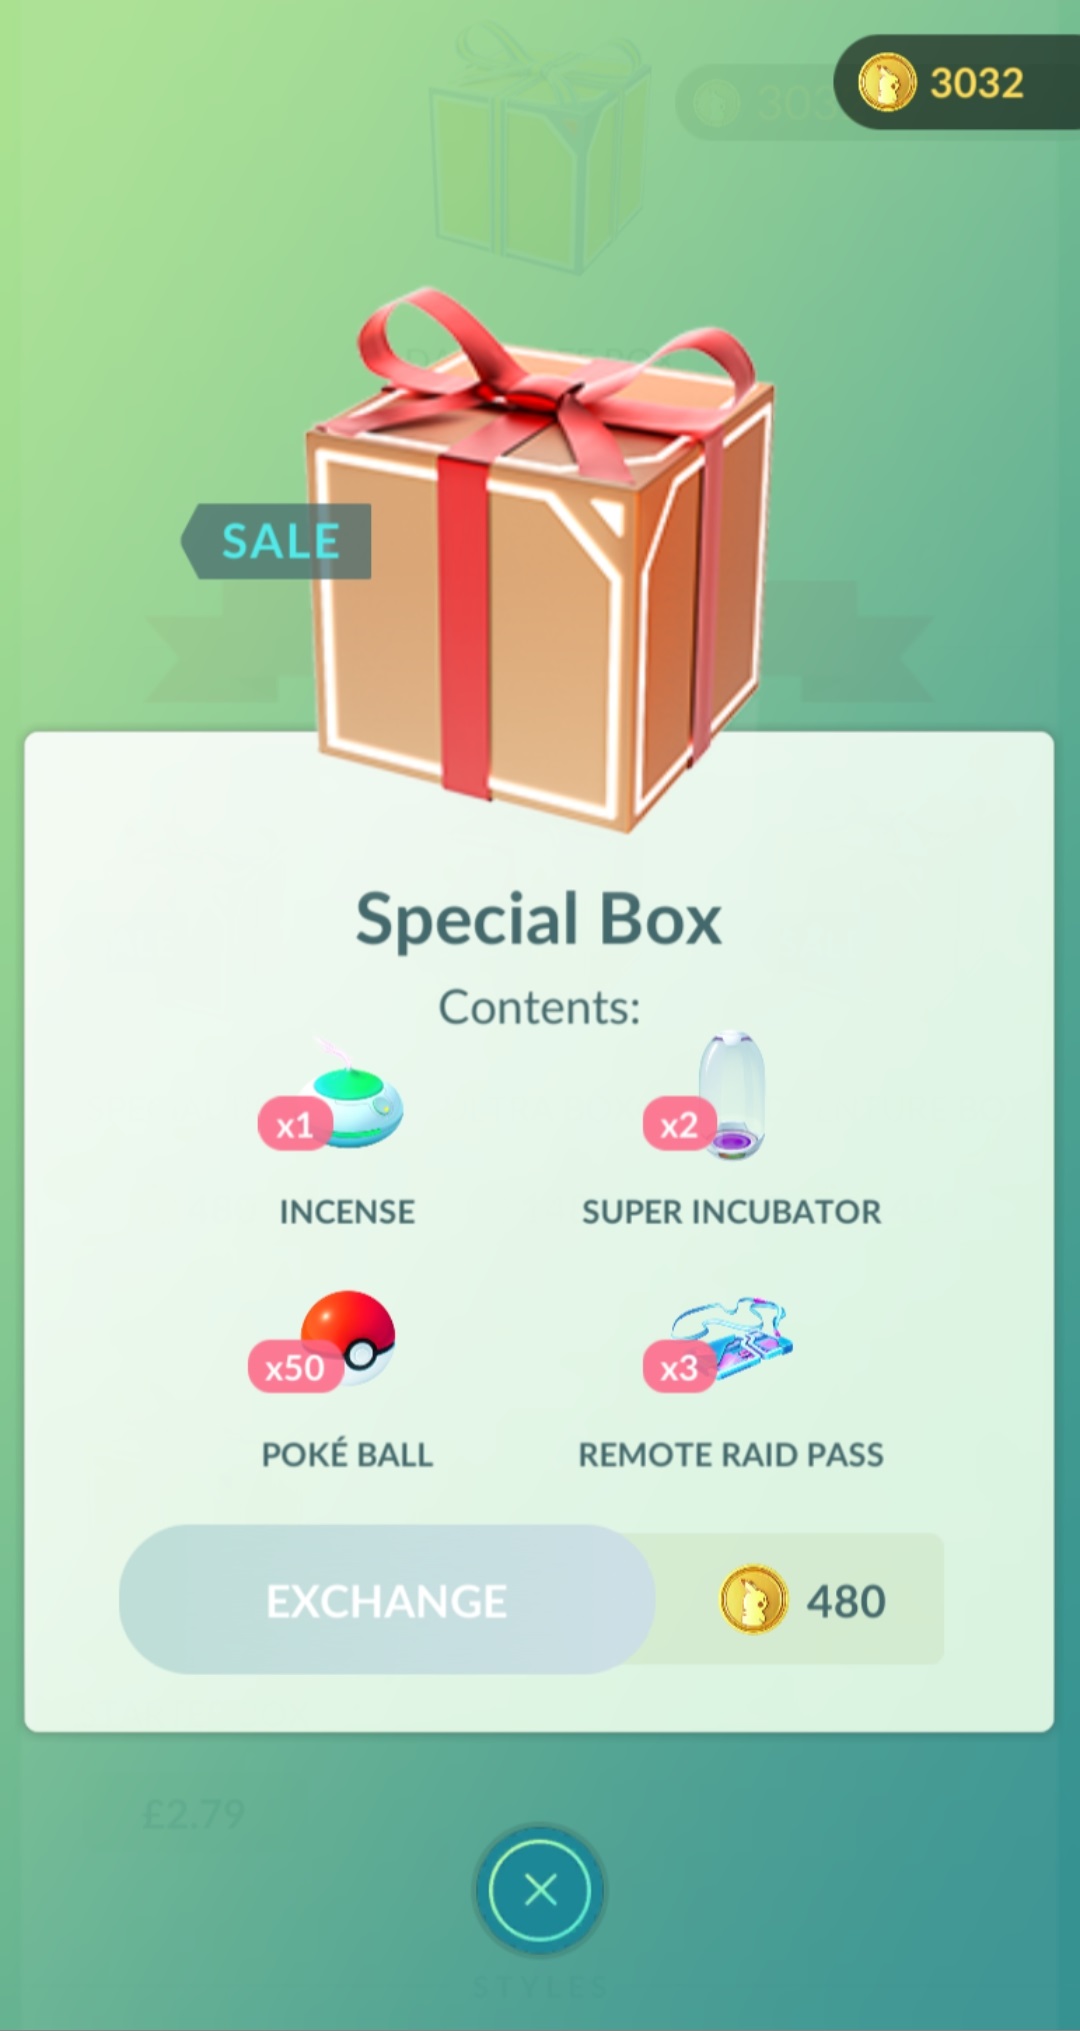 3032
SALE
Special Box
Contents:
x1
INCENSE
x2
SUPER INCUBATOR
x50
POKÉ BALL
x3
REMOTE RAID PASS
EXCHANGE
480
£2.79
STYLES